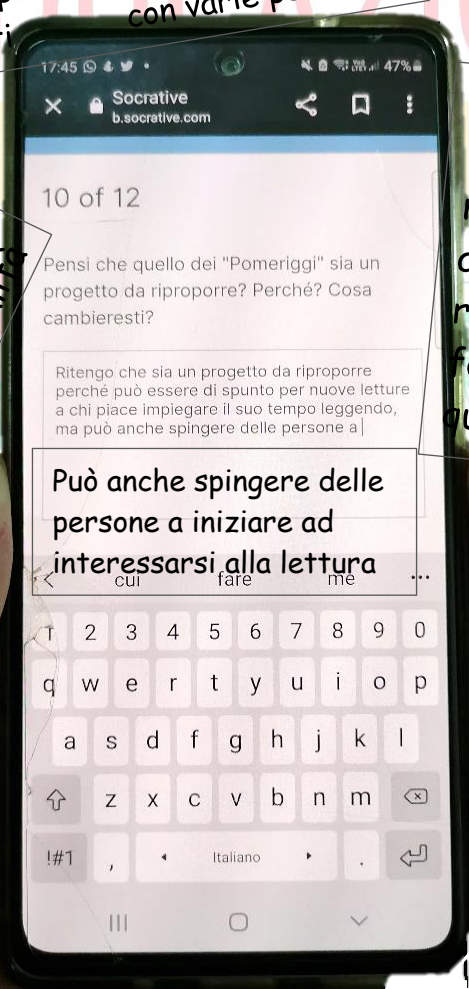 con varie p
17:45 47%
Socrative
b.socrative.com
10 of 12
Pensi che quello dei "Pomeriggi" sia un
progetto da riproporre? Perché? Cosa
cambieresti?
Ritengo che sia un progetto da riproporre
perché può essere di spunto per nuove letture
a chi piace impiegare il suo tempo leggendo,
ma può anche spingere delle persone a
Può anche spingere delle
persone a iniziare ad
interessarsi alla lettura
cui fare me
1 2 3 4 5 6 7 8 9 0
q w e r t y u i o p
a s d f g h j k l
z x c v b n m
!#1 , Italiano .